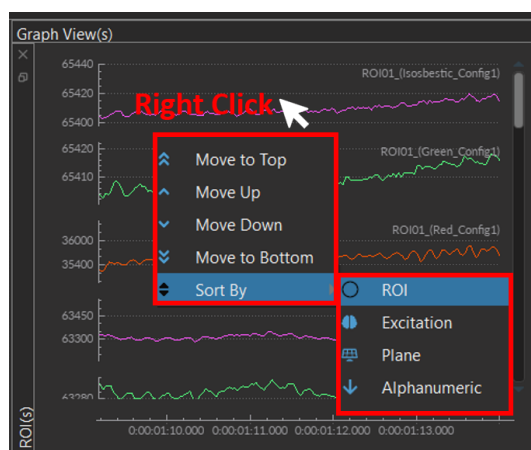 Graph View(s)
65440
ROI01_(Isosbestic_Config1)
65420
Right Click
65400
65420
ROI01_(Green_Config1)
65410
Move to Top
Move Up
Move Down
ROI01_(Red_Config1)
36000
Move to Bottom
35400
Sort By
ROI
63450
Excitation
63300
Plane
Alphanumeric
63280
ROI(s)
0:00:01:10.000 0:00:01:11.000 0:00:01:12.000 0:00:01:13.000